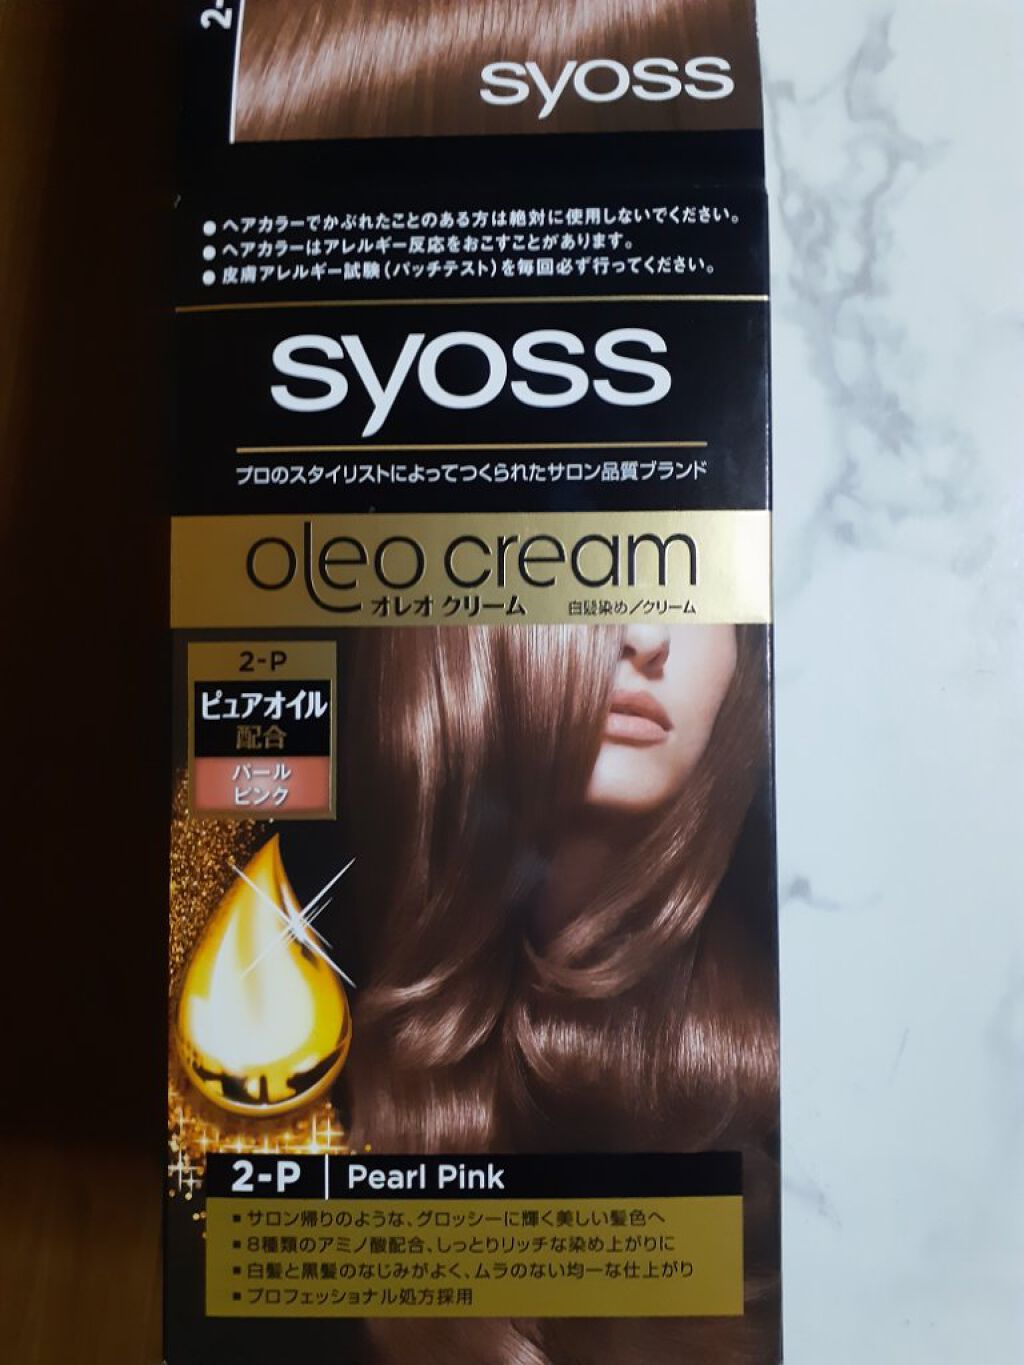 2-
syoss
●ヘアカラーでかぶれたことのある方は絶対に使用しないでください。
●ヘアカラーはアレルギー反応をおこすことがあります。
●皮膚アレルギー試験(パッチテスト)を毎回必ず行ってください。
syoss
プロのスタイリストによってつくられたサロン品質ブランド
oleo cream
オレオ クリーム 白髪染め/クリーム
2-P
ピュアオイル
配合
パール
ピンク
2-P Pearl Pink
▪サロン帰りのような、グロッシーに輝く美しい髪色へ
▪8種類のアミノ酸配合、しっとりリッチな染め上がりに
▪白髪と黒髪のなじみがよく、ムラのない均一な仕上がり
▪プロフェッショナル処方採用